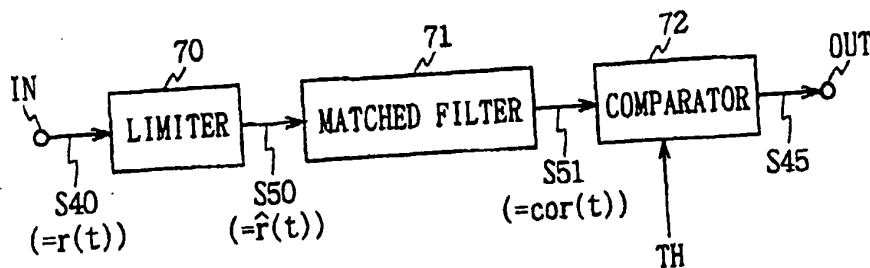 70
71
72
IN
OUT
LIMITER
MATCHED FILTER
COMPARATOR
S40
(=r(t))
S50
(=r̂(t))
S51
(=cor(t))
S45
TH